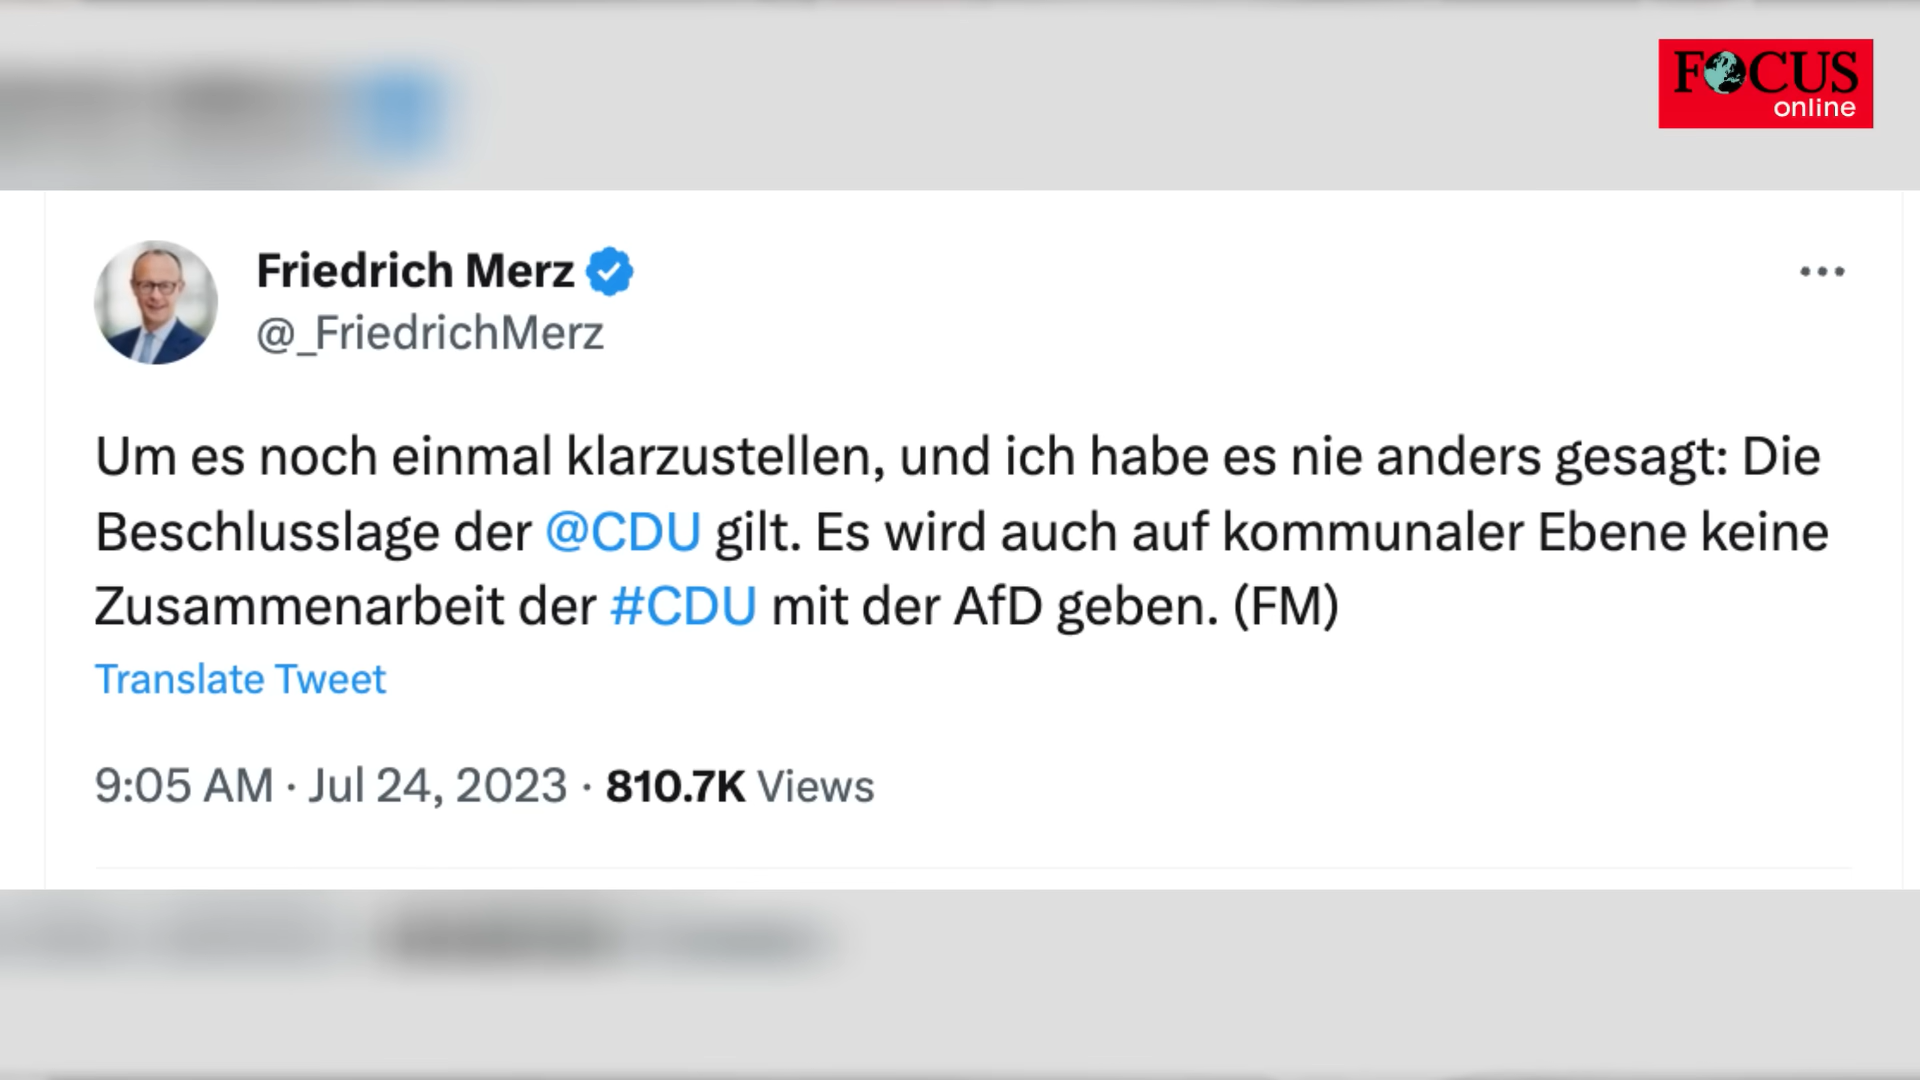 FOCUS
online
Friedrich Merz
@_FriedrichMerz
Um es noch einmal klarzustellen, und ich habe es nie anders gesagt: Die
Beschlusslage der @CDU gilt. Es wird auch auf kommunaler Ebene keine
Zusammenarbeit der #CDU mit der AfD geben. (FM)
Translate Tweet
9:05 AM · Jul 24, 2023 · 810.7K Views